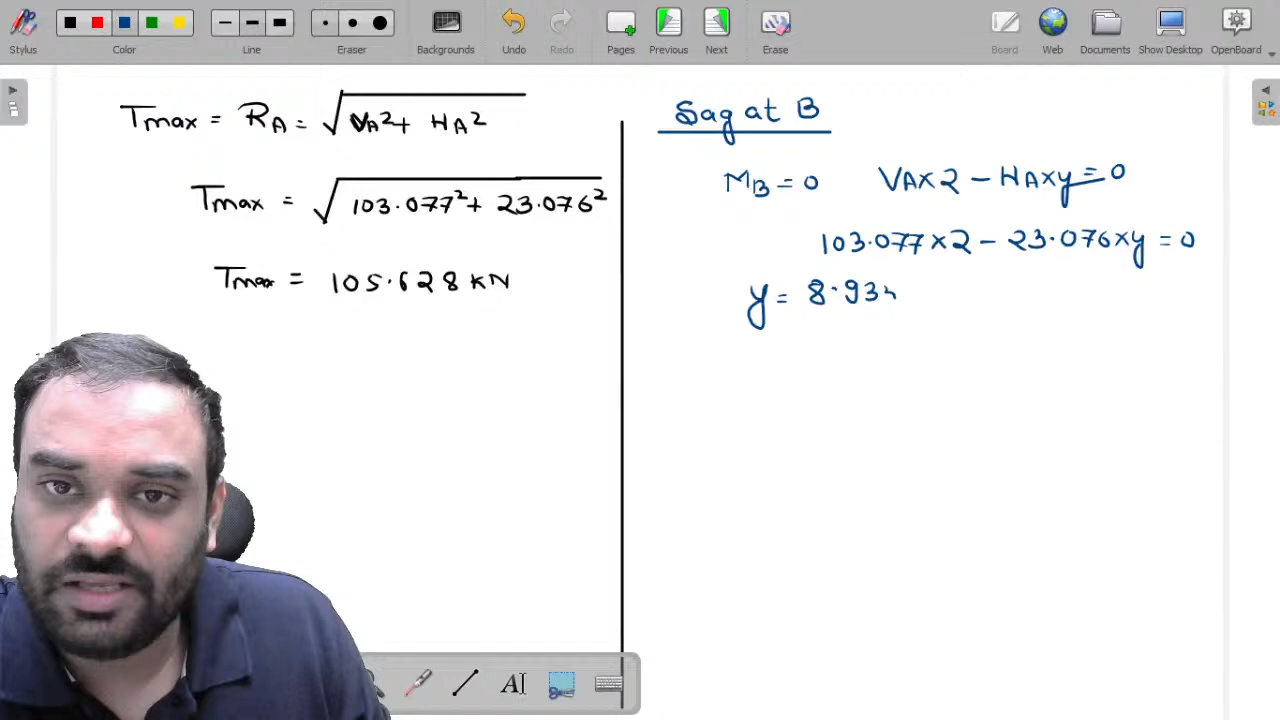 Stylus
Color
Line
Eraser
Backgrounds
Undo
Redo
Pages
Previous
Next
Erase
Board
Web
Documents
Show Desktop
OpenBoard
Tmax = RA = √VA² + HA²
Tmax = √103.077² + 23.076²
Tmax = 105.628 kN
Sag at B
MB = 0 VA×2 − HA×y = 0
103.077×2 − 23.076×y = 0
y = 8.93
AI